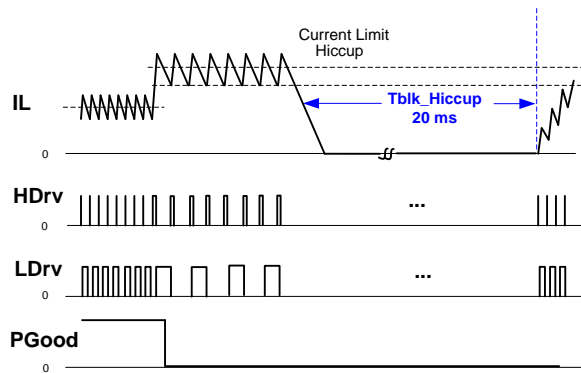 Current Limit
Hiccup
IL
Tblk_Hiccup
20 ms
0
HDrv
...
0
LDrv
...
0
PGood
0